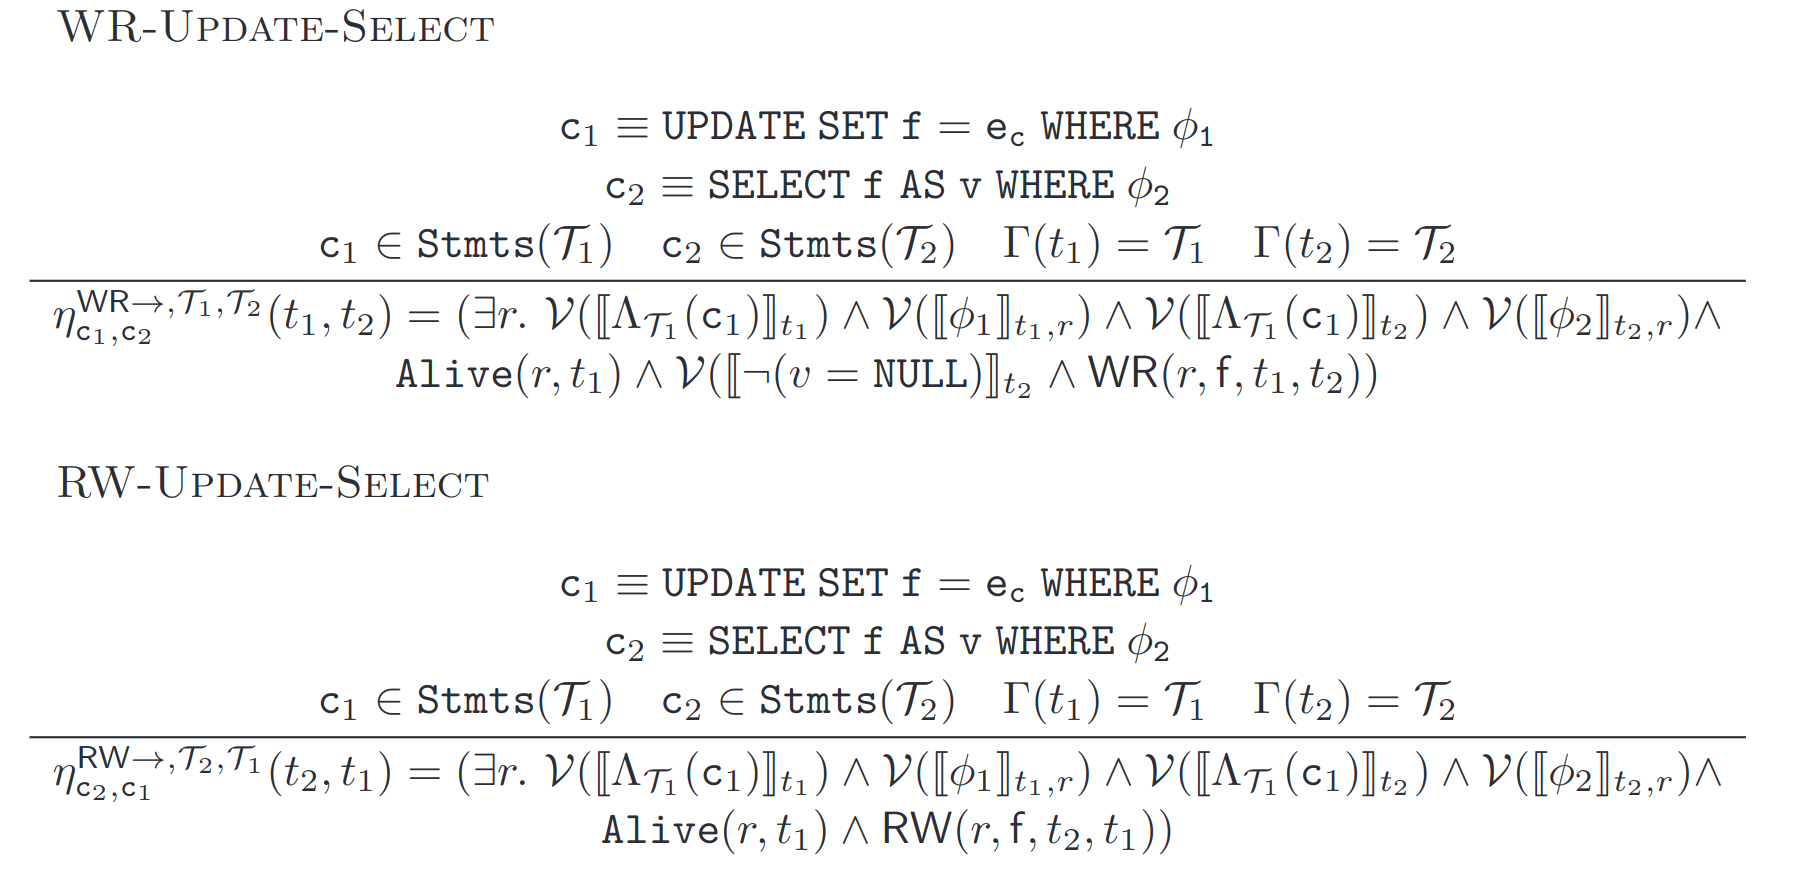 WR-UPDATE-SELECT
c₁ ≡ UPDATE SET f = e_c WHERE ϕ₁
c₂ ≡ SELECT f AS v WHERE ϕ₂
c₁ ∈ Stmts(𝒯₁) c₂ ∈ Stmts(𝒯₂) Γ(t₁) = 𝒯₁ Γ(t₂) = 𝒯₂
η_{c₁,c₂}^{WR→,𝒯₁,𝒯₂}(t₁, t₂) = (∃r. 𝒱(⟦Λ_{𝒯₁}(c₁)⟧_{t₁}) ∧ 𝒱(⟦ϕ₁⟧_{t₁,r}) ∧ 𝒱(⟦Λ_{𝒯₁}(c₁)⟧_{t₂}) ∧ 𝒱(⟦ϕ₂⟧_{t₂,r})∧
Alive(r, t₁) ∧ 𝒱(⟦¬(v = NULL)⟧_{t₂} ∧ WR(r, f, t₁, t₂))
RW-UPDATE-SELECT
c₁ ≡ UPDATE SET f = e_c WHERE ϕ₁
c₂ ≡ SELECT f AS v WHERE ϕ₂
c₁ ∈ Stmts(𝒯₁) c₂ ∈ Stmts(𝒯₂) Γ(t₁) = 𝒯₁ Γ(t₂) = 𝒯₂
η_{c₂,c₁}^{RW→,𝒯₂,𝒯₁}(t₂, t₁) = (∃r. 𝒱(⟦Λ_{𝒯₁}(c₁)⟧_{t₁}) ∧ 𝒱(⟦ϕ₁⟧_{t₁,r}) ∧ 𝒱(⟦Λ_{𝒯₁}(c₁)⟧_{t₂}) ∧ 𝒱(⟦ϕ₂⟧_{t₂,r})∧
Alive(r, t₁) ∧ RW(r, f, t₂, t₁))